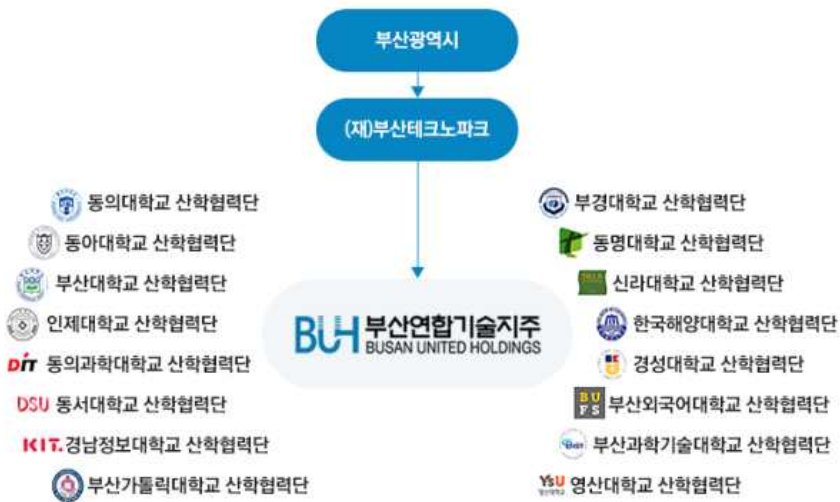 부산광역시
(재)부산테크노파크
동의대학교 산학협력단
동아대학교 산학협력단
부산대학교 산학협력단
인제대학교 산학협력단
DIT 동의과학대학교 산학협력단
DSU 동서대학교 산학협력단
KIT.경남정보대학교 산학협력단
부산가톨릭대학교 산학협력단
BUH 부산연합기술지주
BUSAN UNITED HOLDINGS
부경대학교 산학협력단
동명대학교 산학협력단
신라대학교 산학협력단
한국해양대학교 산학협력단
경성대학교 산학협력단
BU
FS
부산외국어대학교 산학협력단
부산과학기술대학교 산학협력단
YSU 영산대학교 산학협력단